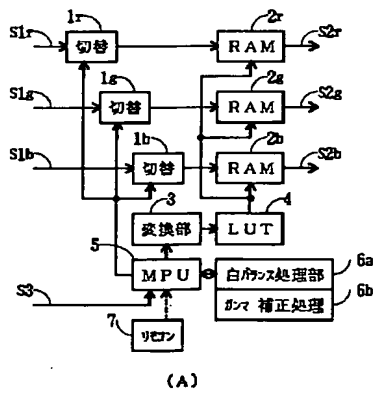 1r 2r
S1r 切替 RAM S2r
1g 2g
S1g 切替 RAM S2g
1b 2b
S1b 切替 RAM S2b
3 4
変換部 LUT
5 6a
MPU 白バランス処理部
S3 ガンマ 補正処理 6b
7 リモコン
(A)